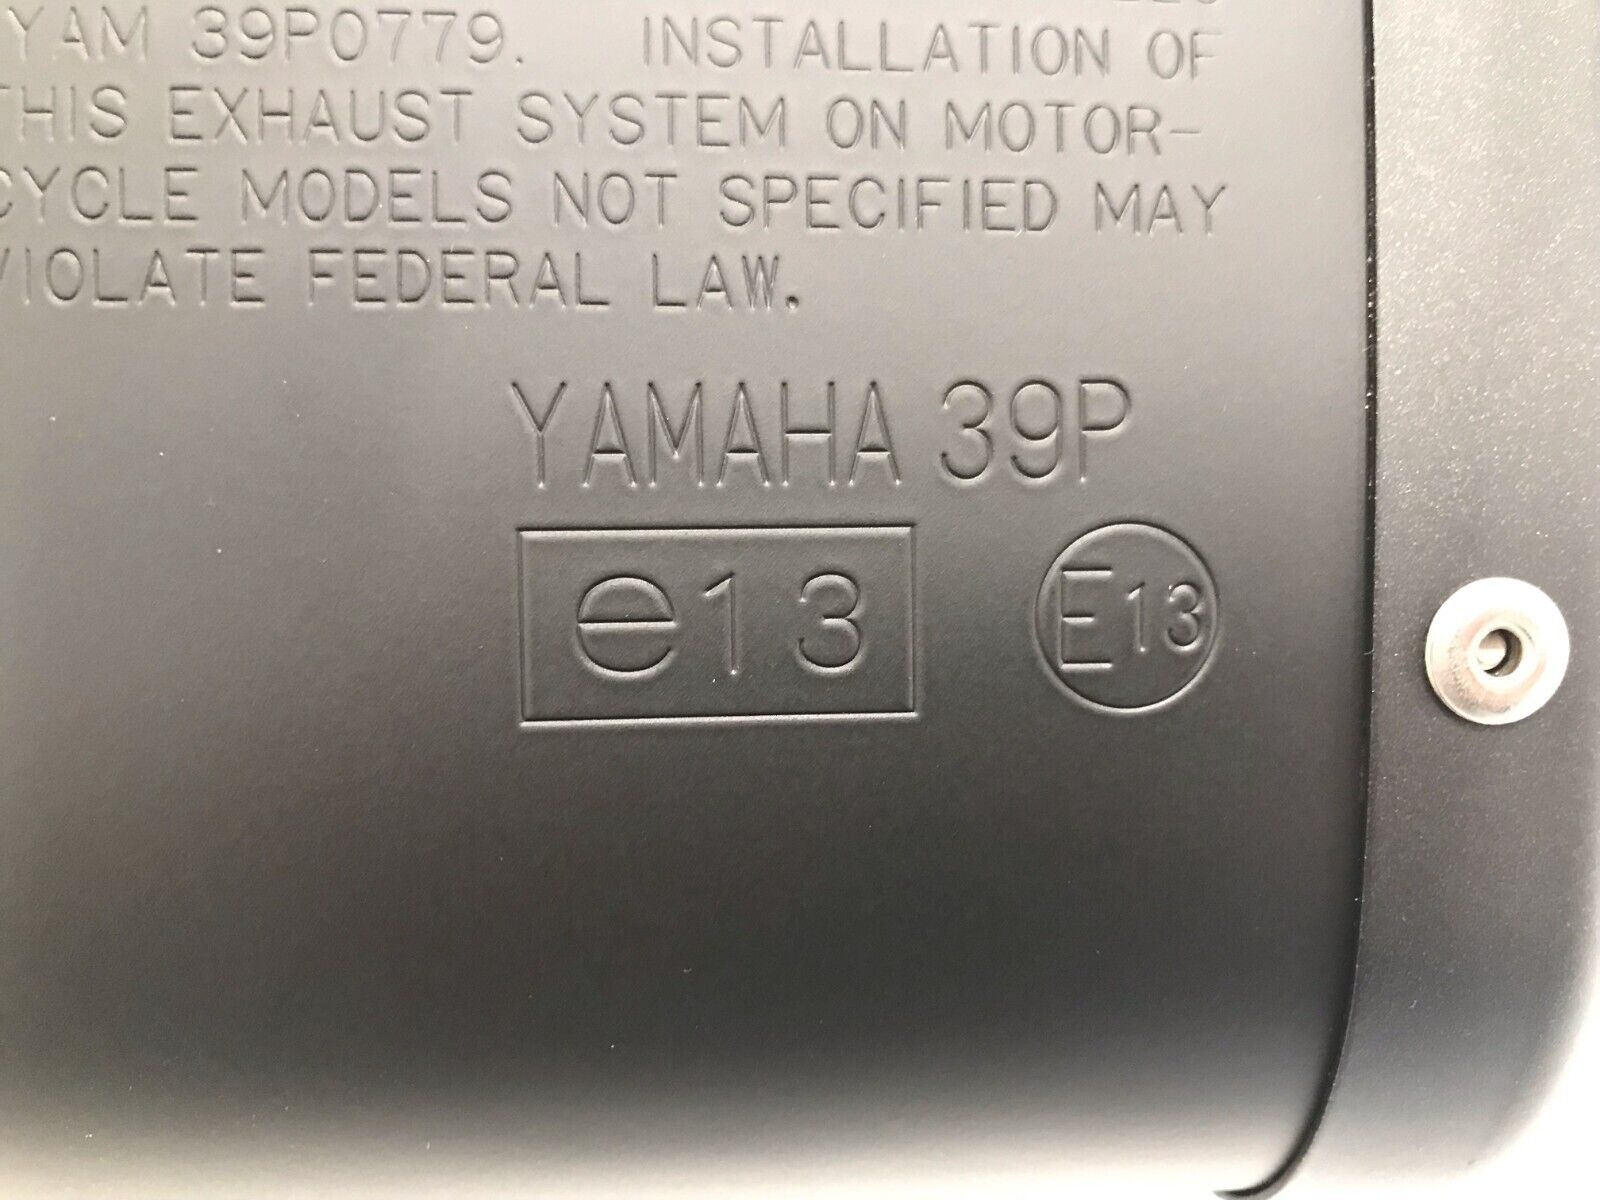 YAM 39P0779. INSTALLATION OF
THIS EXHAUST SYSTEM ON MOTOR-
CYCLE MODELS NOT SPECIFIED MAY
VIOLATE FEDERAL LAW.
YAMAHA 39P
e13 E13